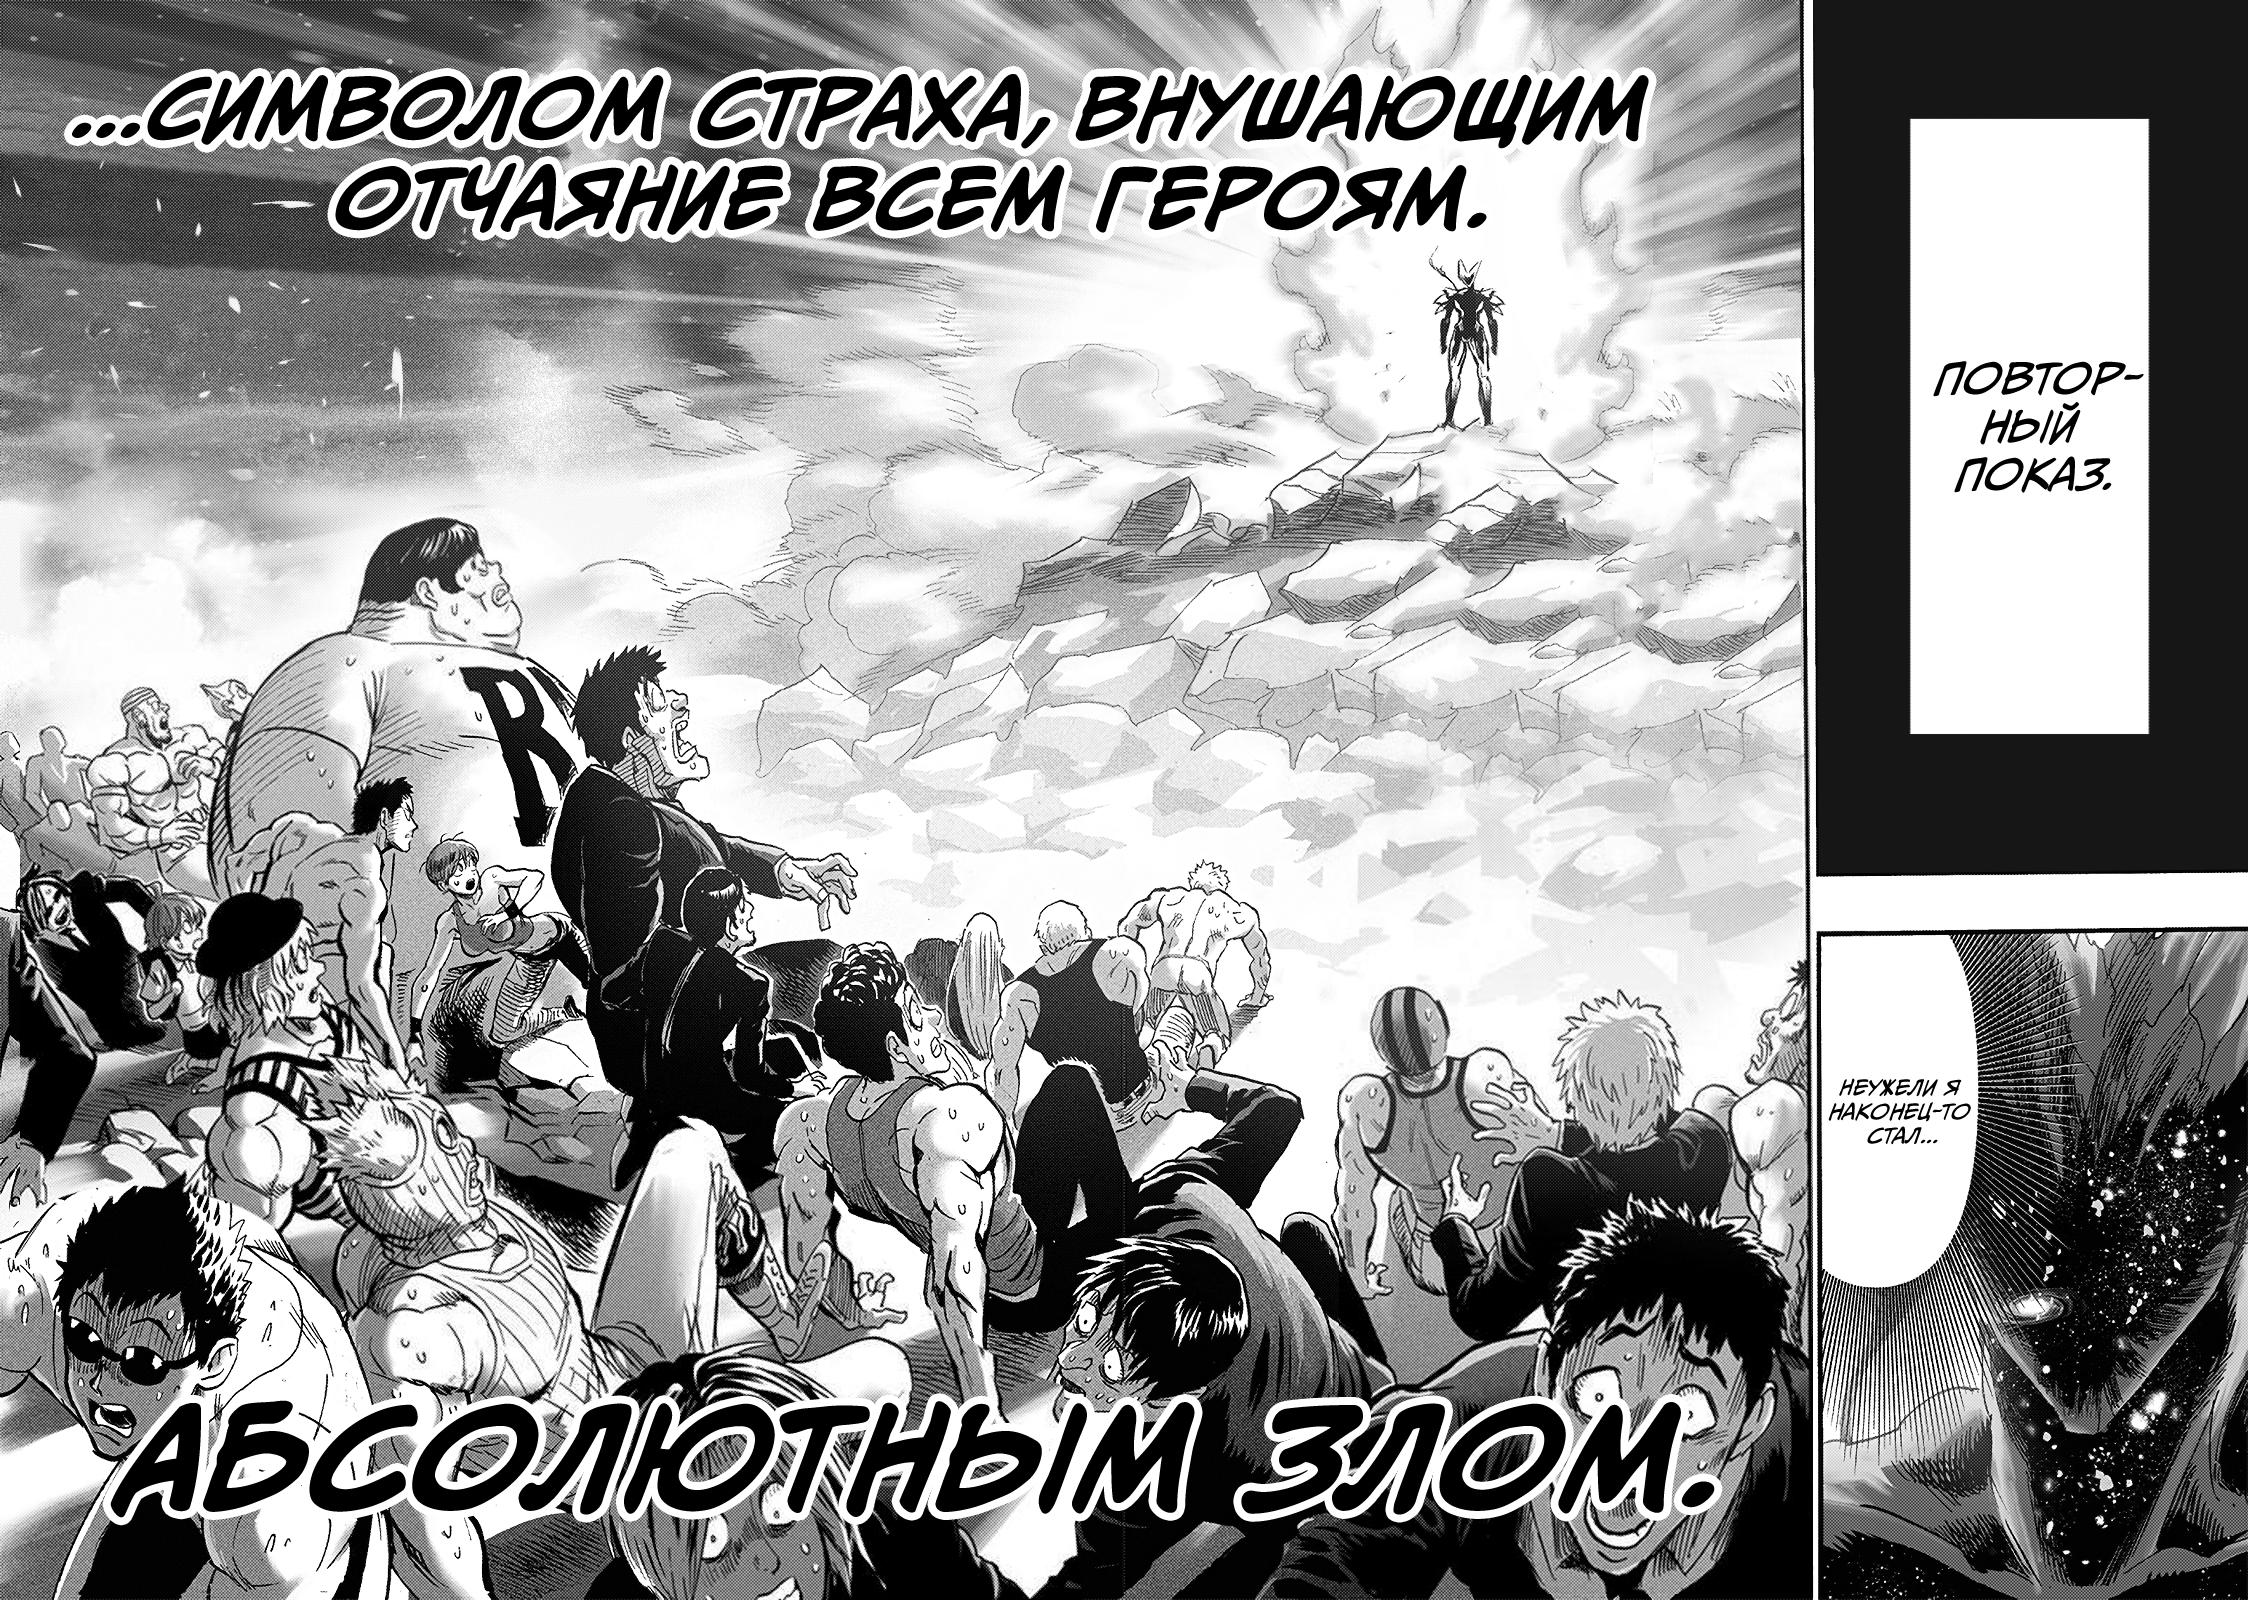 ПОВТОР-
НЫЙ
ПОКАЗ.
НЕУЖЕЛИ Я
НАКОНЕЦ-ТО
СТАЛ...
...СИМВОЛОМ СТРАХА, ВНУШАЮЩИМ
ОТЧАЯНИЕ ВСЕМ ГЕРОЯМ.
R
АБСОЛЮТНЫМ ЗЛОМ.